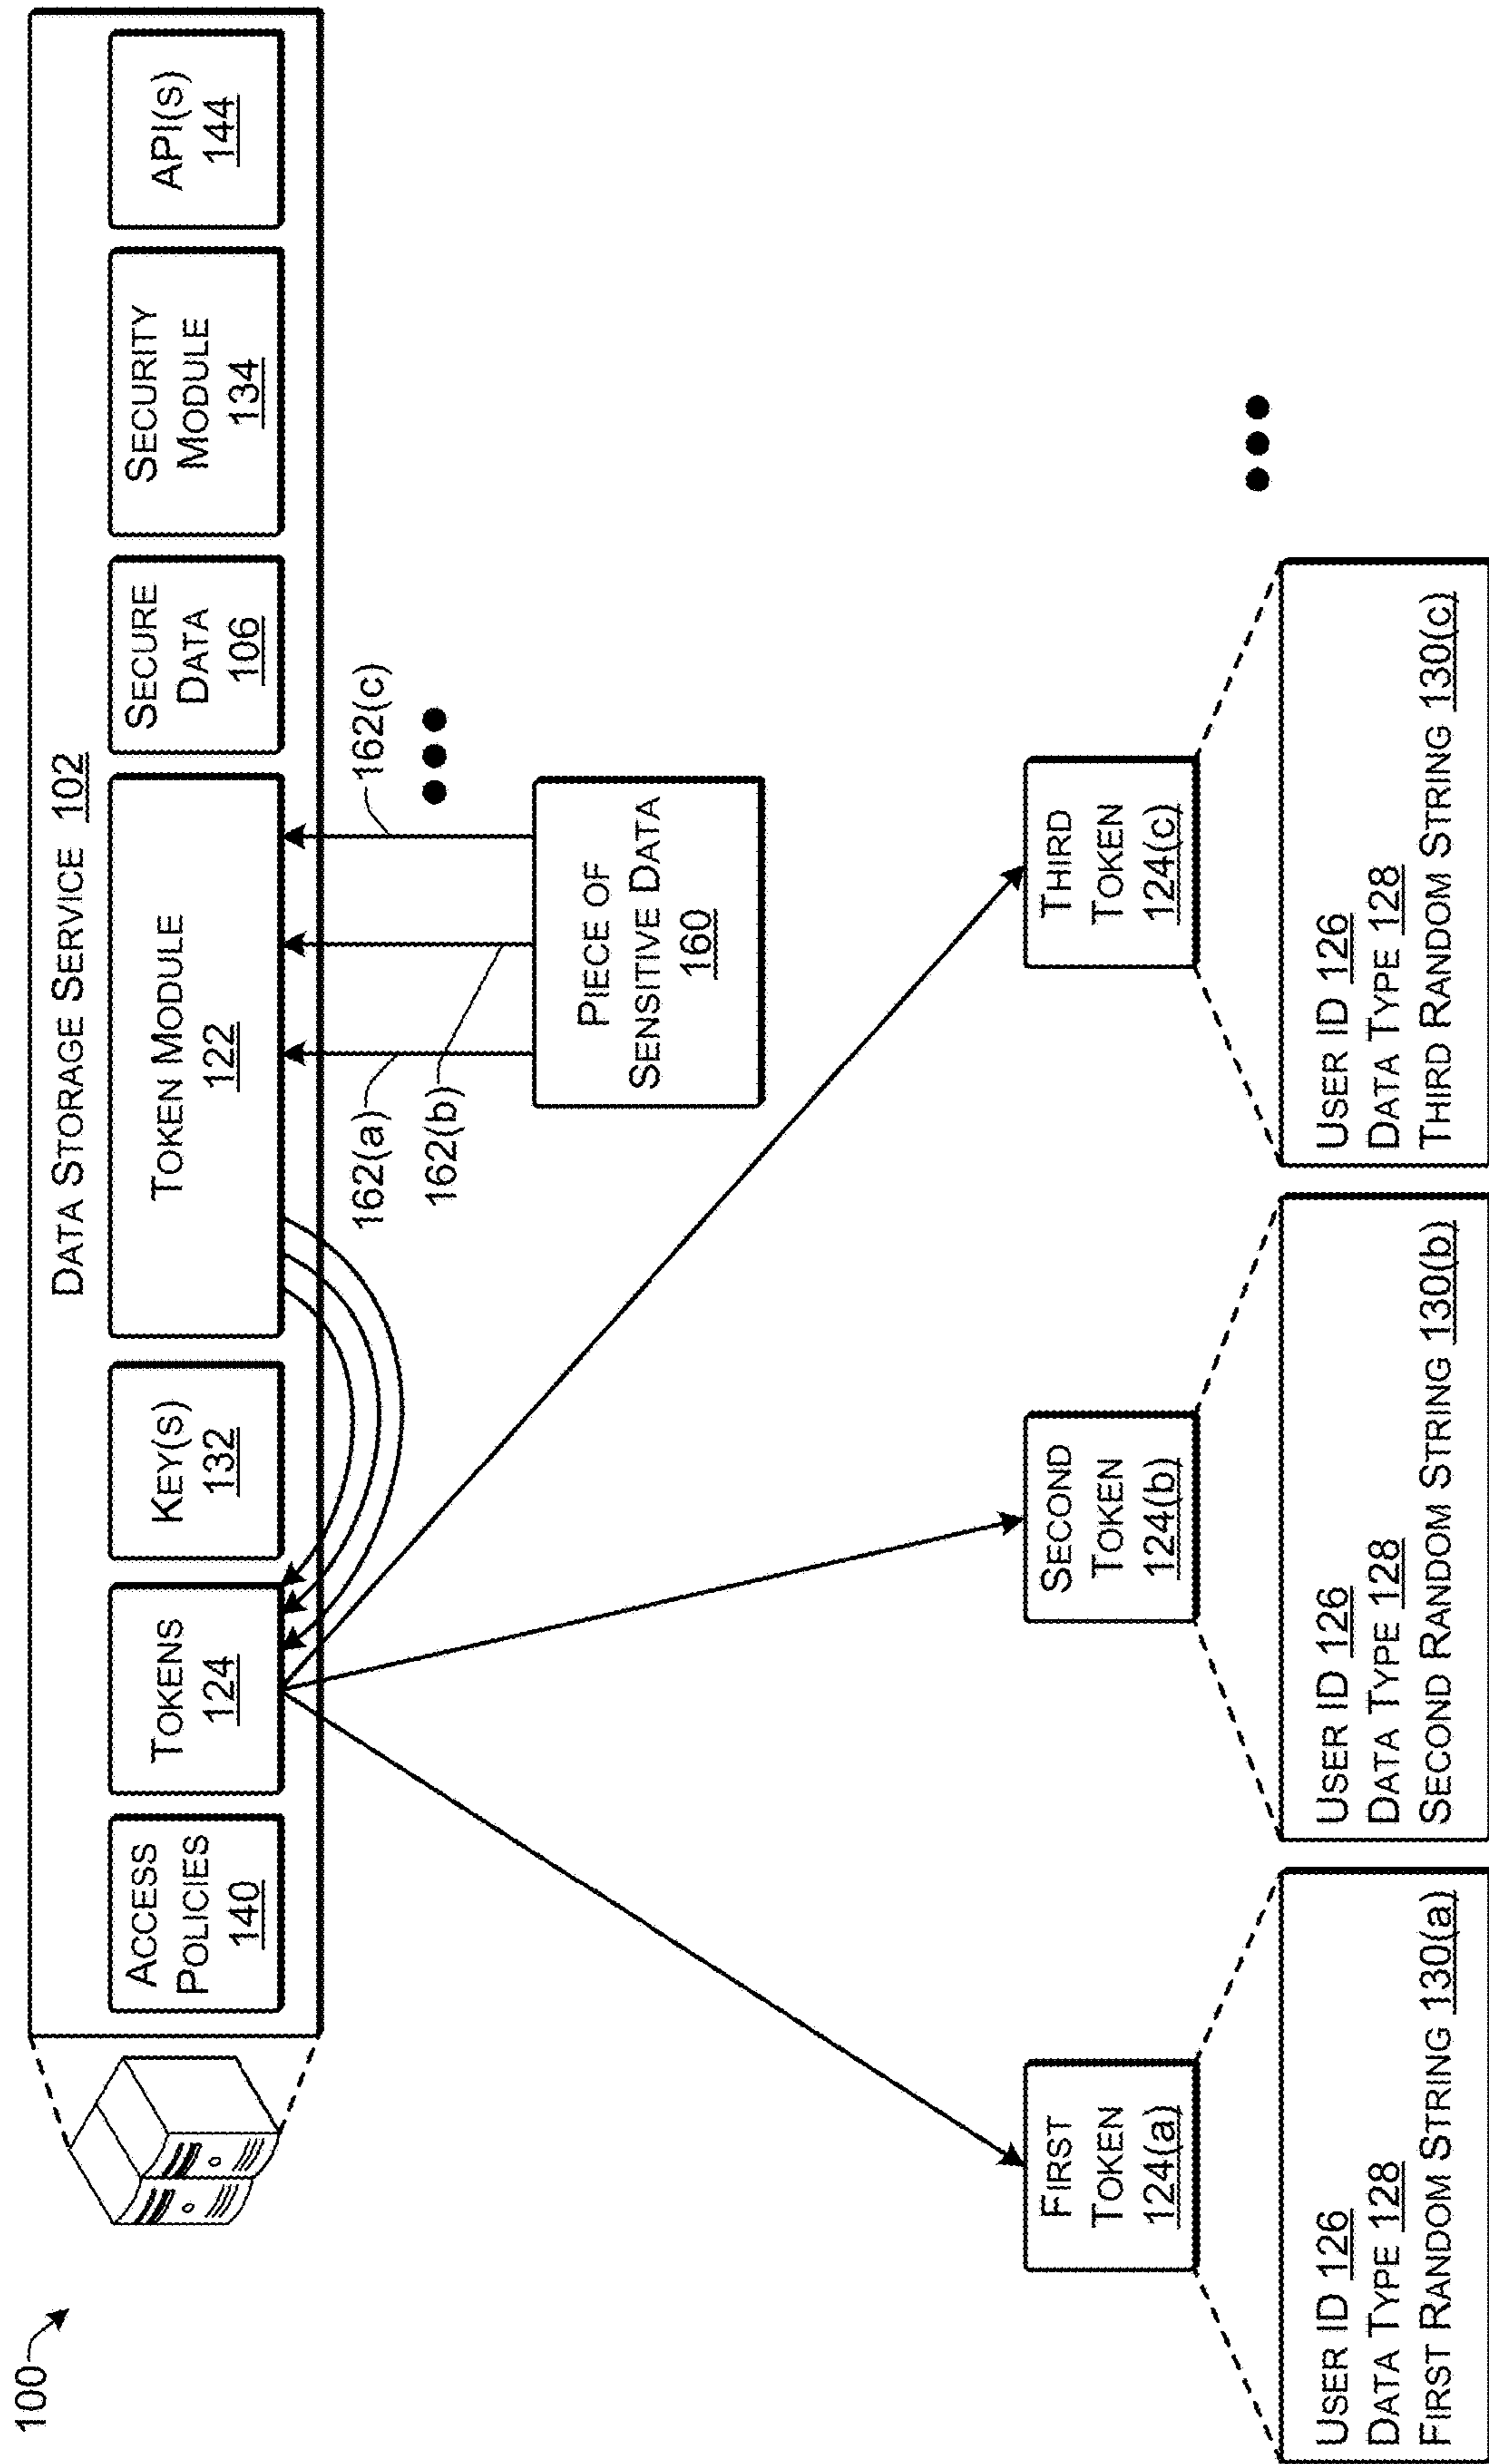 100
DATA STORAGE SERVICE 102
ACCESS
POLICIES
140
TOKENS
124
KEY(S)
132
TOKEN MODULE
122
SECURE
DATA
106
SECURITY
MODULE
134
API(S)
144
162(a)
162(b)
162(c)
PIECE OF
SENSITIVE DATA
160
FIRST
TOKEN
124(a)
SECOND
TOKEN
124(b)
THIRD
TOKEN
124(c)
USER ID 126
DATA TYPE 128
FIRST RANDOM STRING 130(a)
USER ID 126
DATA TYPE 128
SECOND RANDOM STRING 130(b)
USER ID 126
DATA TYPE 128
THIRD RANDOM STRING 130(c)